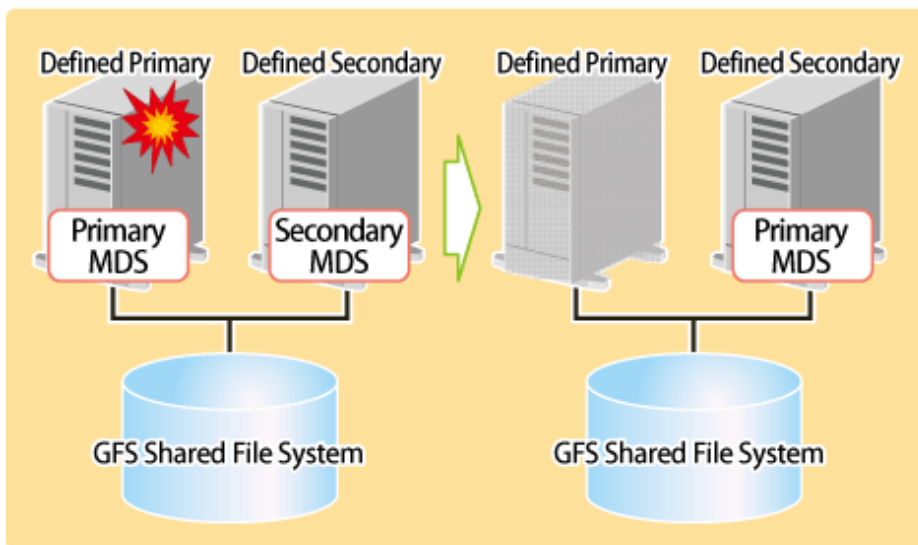 Defined Primary
Defined Secondary
Defined Primary
Defined Secondary
Primary
MDS
Secondary
MDS
Primary
MDS
GFS Shared File System
GFS Shared File System